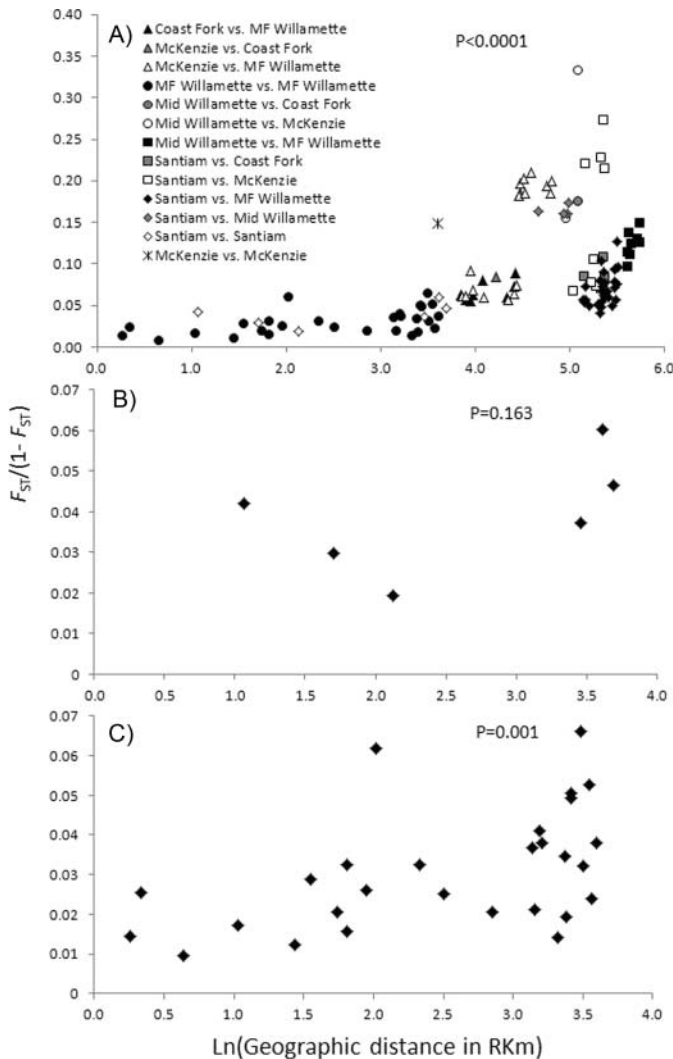 A)
P<0.0001
0.40
0.35
0.30
0.25
0.20
0.15
0.10
0.05
0.00
Coast Fork vs. MF Willamette
McKenzie vs. Coast Fork
McKenzie vs. MF Willamette
MF Willamette vs. MF Willamette
Mid Willamette vs. Coast Fork
Mid Willamette vs. McKenzie
Mid Willamette vs. MF Willamette
Santiam vs. Coast Fork
Santiam vs. McKenzie
Santiam vs. MF Willamette
Santiam vs. Mid Willamette
Santiam vs. Santiam
McKenzie vs. McKenzie
0.0 1.0 2.0 3.0 4.0 5.0 6.0
B)
P=0.163
0.07
0.06
0.05
0.04
0.03
0.02
0.01
0
0.0 0.5 1.0 1.5 2.0 2.5 3.0 3.5 4.0
F_ST/(1- F_ST)
C)
P=0.001
0.07
0.06
0.05
0.04
0.03
0.02
0.01
0
0.0 0.5 1.0 1.5 2.0 2.5 3.0 3.5 4.0
Ln(Geographic distance in RKm)